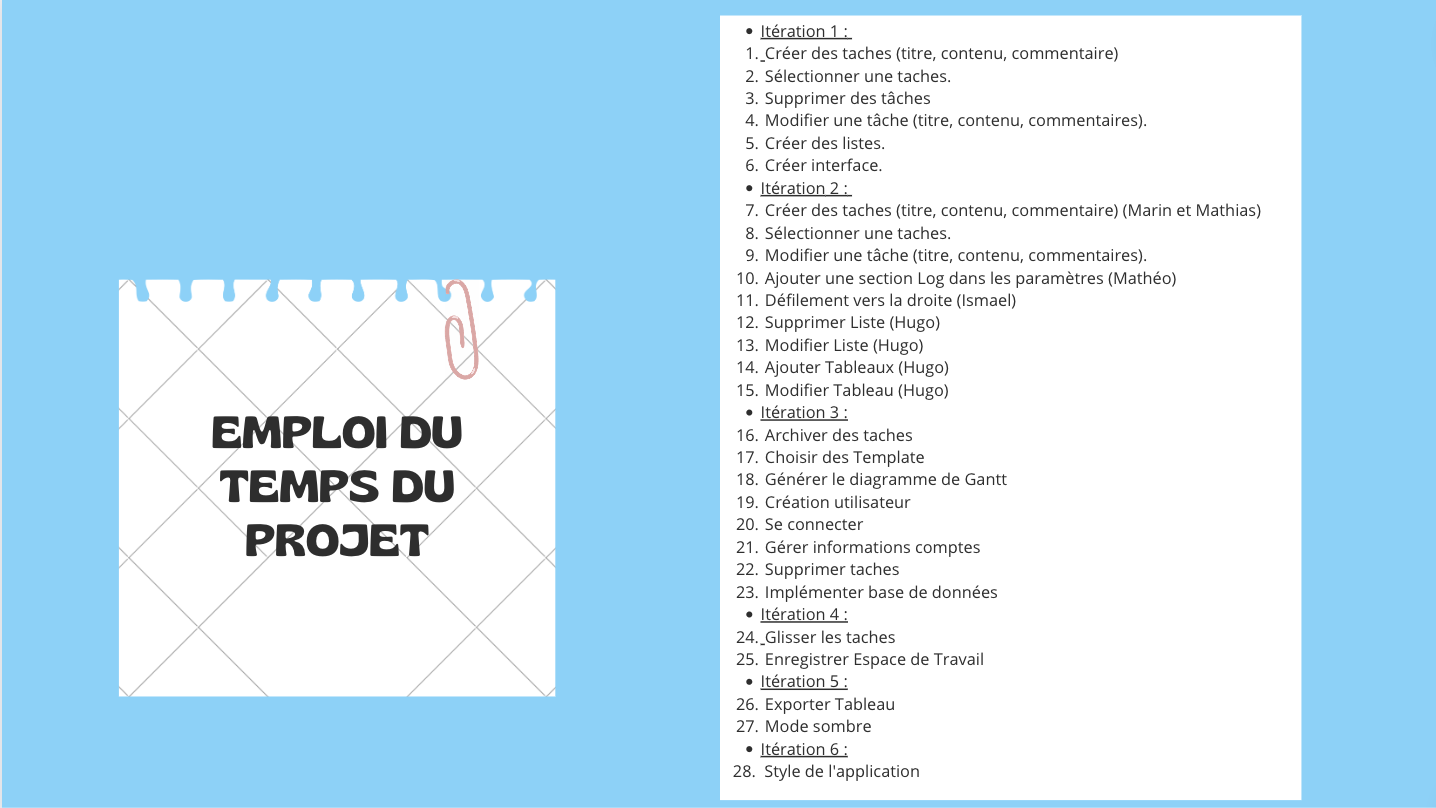 EMPLOI DU
TEMPS DU
PROJET
• Itération 1 :
1. Créer des taches (titre, contenu, commentaire)
2. Sélectionner une taches.
3. Supprimer des tâches
4. Modifier une tâche (titre, contenu, commentaires).
5. Créer des listes.
6. Créer interface.
• Itération 2 :
7. Créer des taches (titre, contenu, commentaire) (Marin et Mathias)
8. Sélectionner une taches.
9. Modifier une tâche (titre, contenu, commentaires).
10. Ajouter une section Log dans les paramètres (Mathéo)
11. Défilement vers la droite (Ismael)
12. Supprimer Liste (Hugo)
13. Modifier Liste (Hugo)
14. Ajouter Tableaux (Hugo)
15. Modifier Tableau (Hugo)
• Itération 3 :
16. Archiver des taches
17. Choisir des Template
18. Générer le diagramme de Gantt
19. Création utilisateur
20. Se connecter
21. Gérer informations comptes
22. Supprimer taches
23. Implémenter base de données
• Itération 4 :
24. Glisser les taches
25. Enregistrer Espace de Travail
• Itération 5 :
26. Exporter Tableau
27. Mode sombre
• Itération 6 :
28. Style de l'application